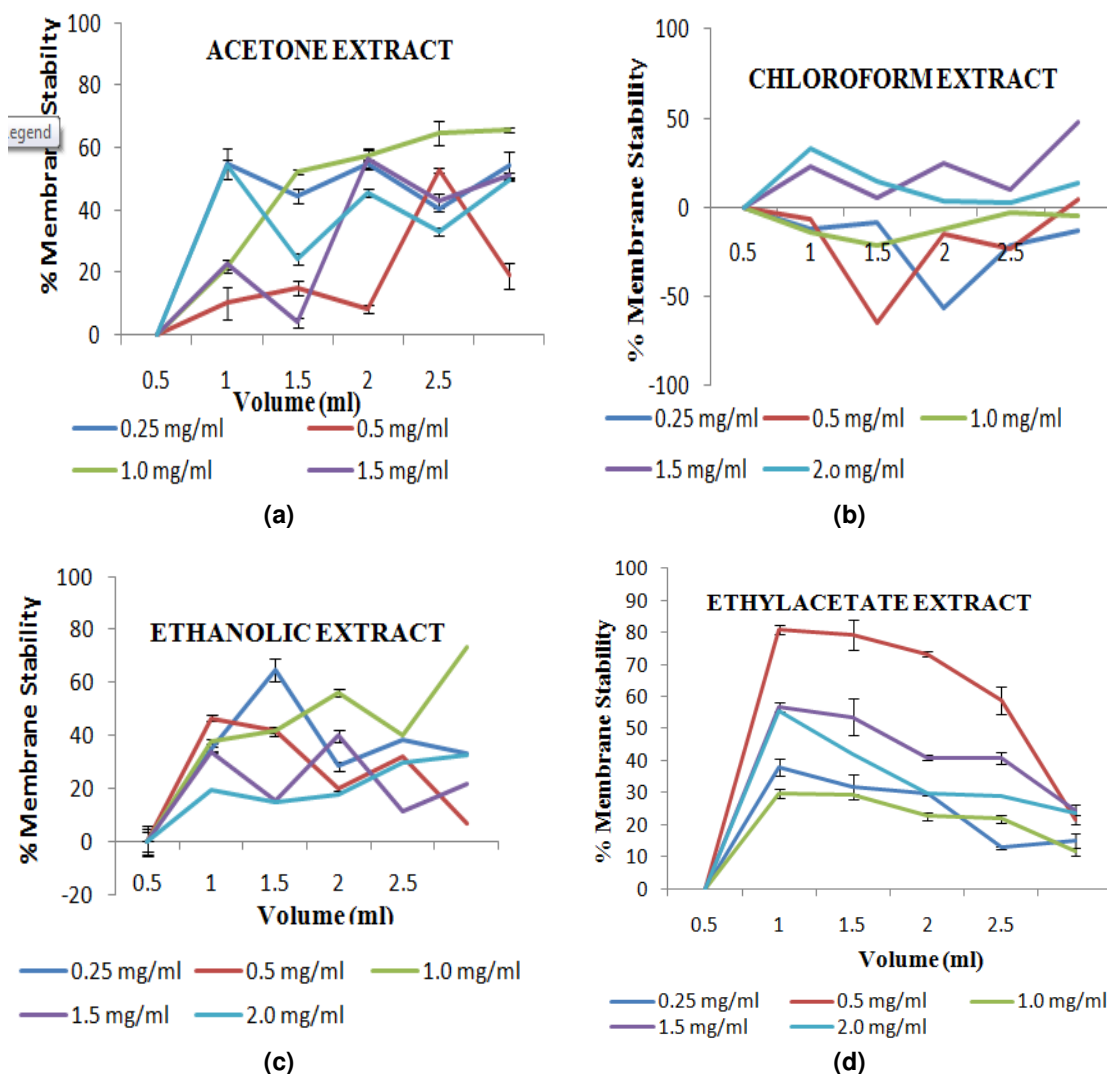 100
ACETONE EXTRACT
80
60
40
20
0
% Membrane Stabilty
egend
0.5 1 1.5 2 2.5
Volume (ml)
0.25 mg/ml 0.5 mg/ml
1.0 mg/ml 1.5 mg/ml
(a)
100
CHLOROFORM EXTRACT
50
0
-50
-100
% Membrane Stability
0.5 1 1.5 2 2.5
0.25 mg/ml 0.5 mg/ml 1.0 mg/ml
1.5 mg/ml 2.o mg/ml
(b)
100
ETHANOLIC EXTRACT
80
60
40
20
0
-20
% Membrane Stability
0.5 1 1.5 2 2.5
Volume (ml)
0.25 mg/ml 0.5 mg/ml 1.0 mg/ml
1.5 mg/ml 2.0 mg/ml
(c)
100
ETHYLACETATE EXTRACT
90
80
70
60
50
40
30
20
10
0
% Membrane Stability
0.5 1 1.5 2 2.5
Volume (ml)
0.25 mg/ml 0.5 mg/ml 1.0 mg/ml
1.5 mg/ml 2.0 mg/ml
(d)